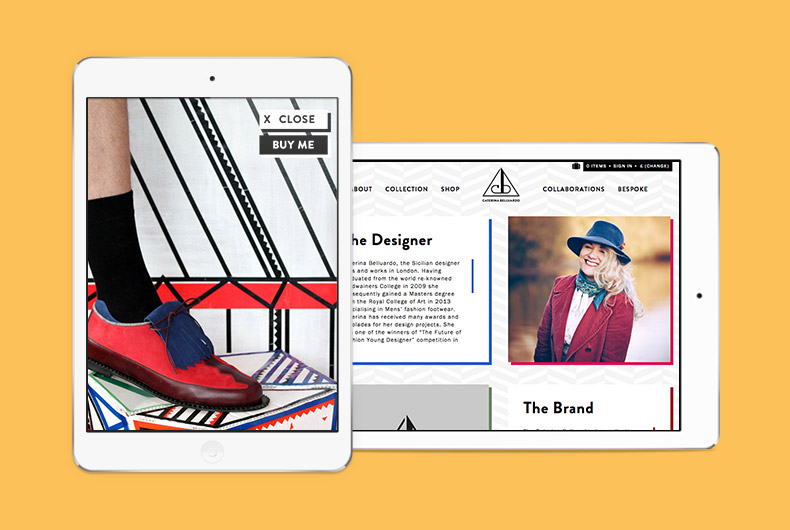 X CLOSE
BUY ME
0 ITEMS • SIGN IN • £ (CHANGE)
ABOUT COLLECTION SHOP
CATERINA BELLUARDO
COLLABORATIONS BESPOKE
he Designer
erina Belluardo, the Sicilian designer
s and works in London. Having
duated from the world re-knowned
dwainers College in 2009 she
sequently gained a Masters degree
n the Royal College of Art in 2013
cialising in Mens' fashion footwear.
erina has received many awards and
olades for her design projects. She
one of the winners of "The Future of
hion Young Designer" competition in
The Brand